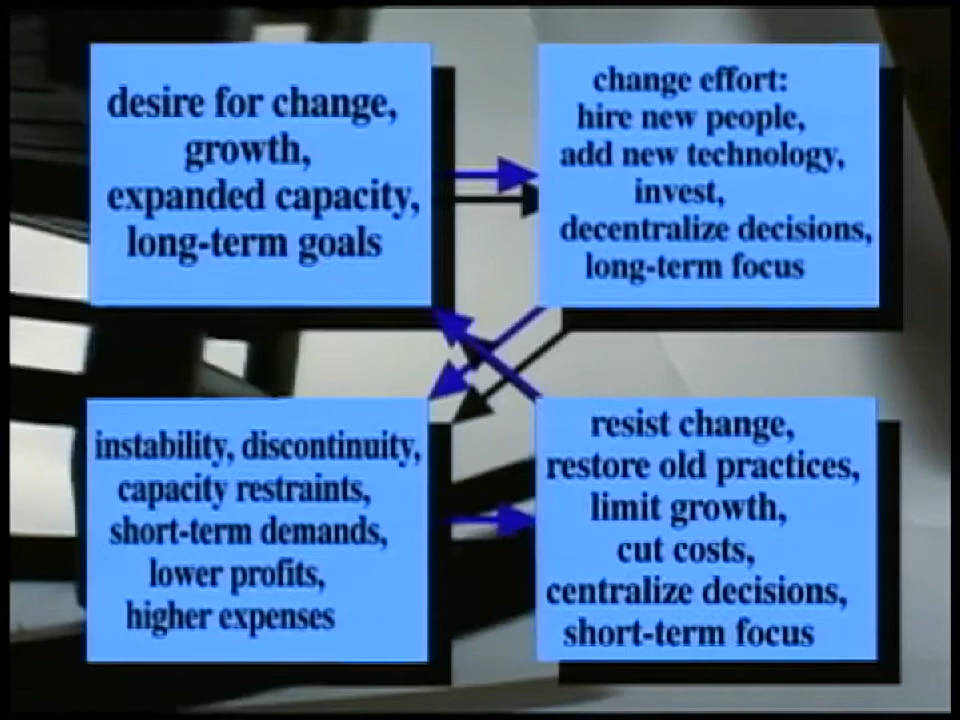 desire for change,
growth,
expanded capacity,
long-term goals
change effort:
hire new people,
add new technology,
invest,
decentralize decisions,
long-term focus
instability, discontinuity,
capacity restraints,
short-term demands,
lower profits,
higher expenses
resist change,
restore old practices,
limit growth,
cut costs,
centralize decisions,
short-term focus